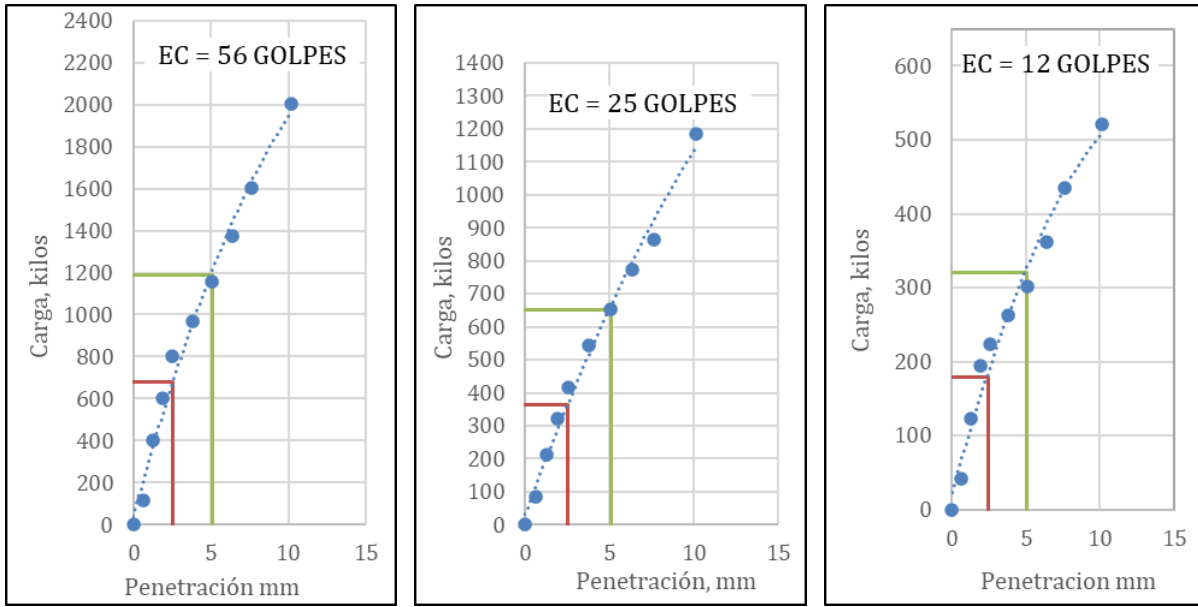 EC = 56 GOLPES
Carga, kilos
2400
2200
2000
1800
1600
1400
1200
1000
800
600
400
200
0
0 5 10 15
Penetración mm
EC = 25 GOLPES
Carga, kilos
1400
1300
1200
1100
1000
900
800
700
600
500
400
300
200
100
0
0 5 10 15
Penetración, mm
EC = 12 GOLPES
Carga, kilos
600
500
400
300
200
100
0
0 5 10 15
Penetracion mm